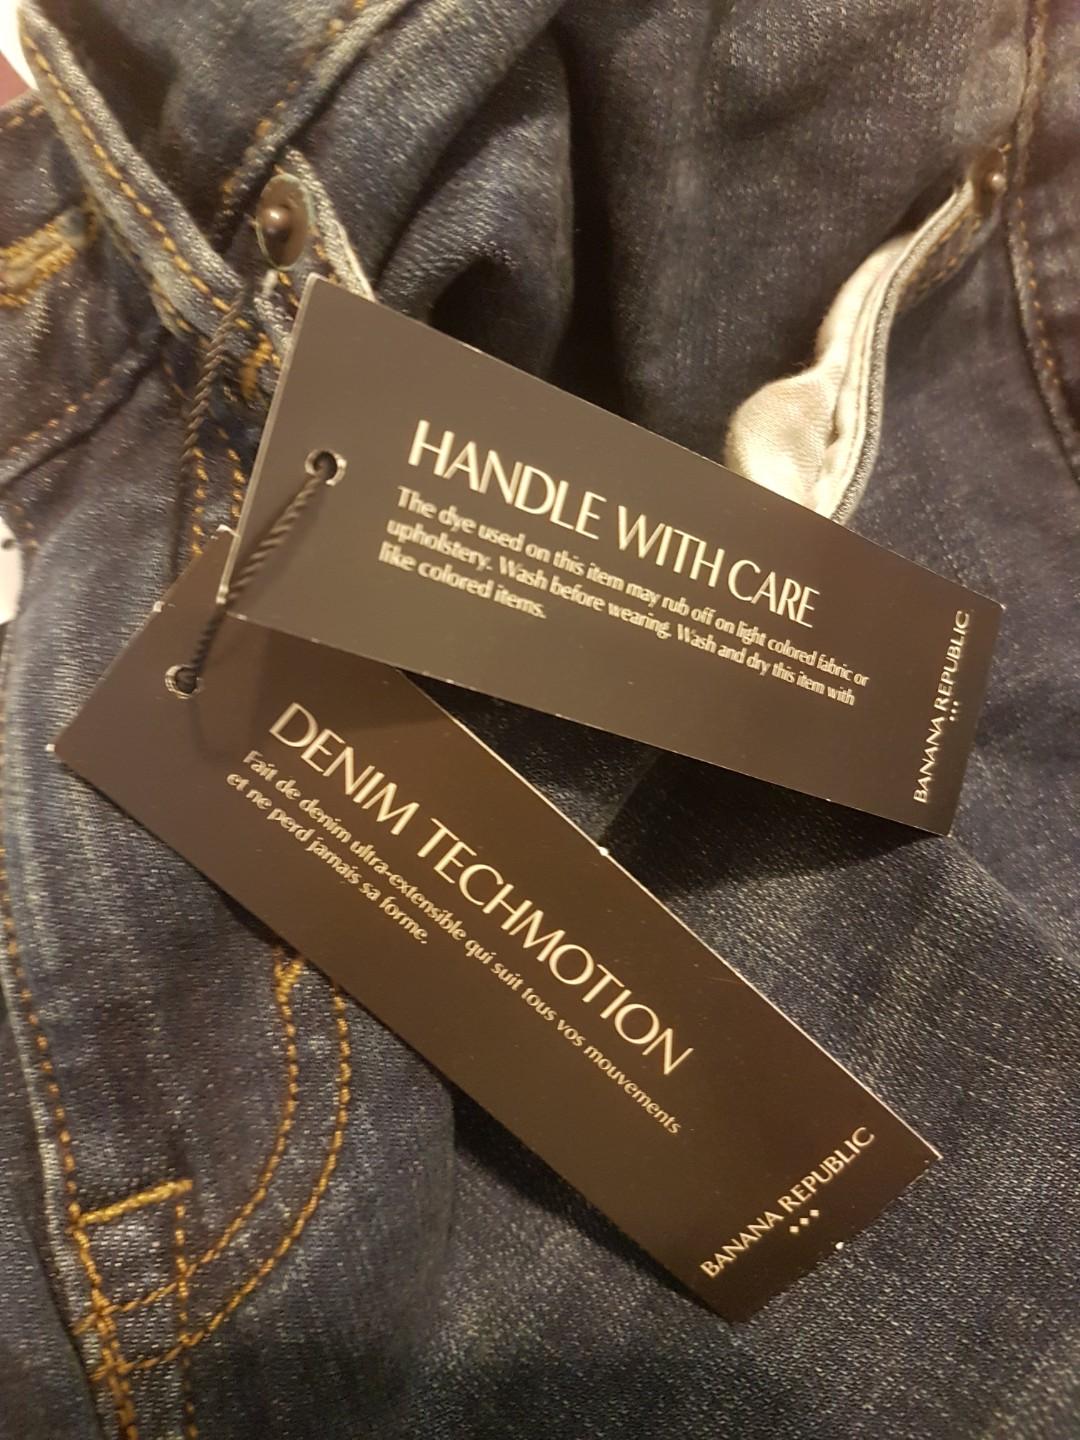 HANDLE WITH CARE
The dye used on this item may rub off on light colored fabric or
upholstery. Wash before wearing. Wash and dry this item with
like colored items.
BANANA REPUBLIC
DENIM TECHMOTION
Fait de denim ultra-extensible qui suit tous vos mouvements
et ne perd jamais sa forme.
BANANA REPUBLIC